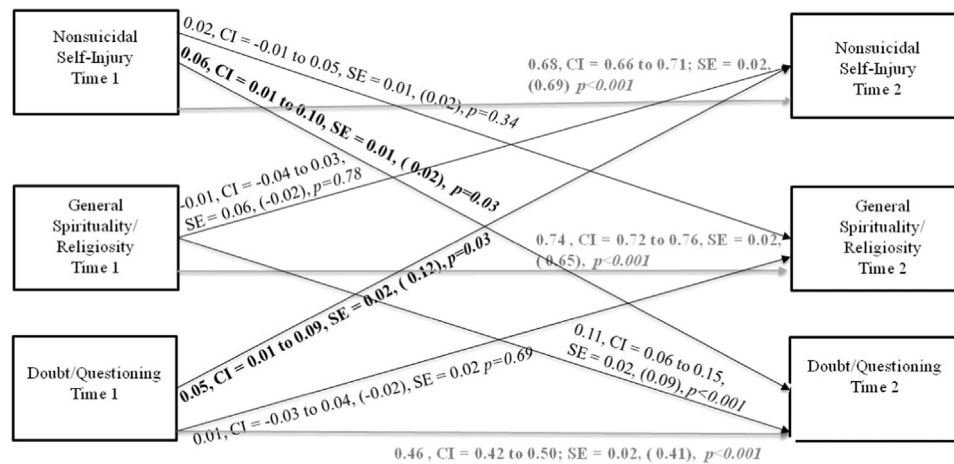 Nonsuicidal
Self-Injury
Time 1
0.02, CI = -0.01 to 0.05, SE = 0.01, (0.02), p=0.34
0.06, CI = 0.01 to 0.10, SE = 0.01, ( 0.02), p=0.03
0.68, CI = 0.66 to 0.71; SE = 0.02,
(0.69) p<0.001
Nonsuicidal
Self-Injury
Time 2
General
Spirituality/
Religiosity
Time 1
-0.01, CI = -0.04 to 0.03,
SE = 0.06, (-0.02), p=0.78
0.74 , CI = 0.72 to 0.76, SE = 0.02,
( 0.65), p<0.001
General
Spirituality/
Religiosity
Time 2
Doubt/Questioning
Time 1
0.05, CI = 0.01 to 0.09, SE = 0.02, ( 0.12), p=0.03
0.01, CI = -0.03 to 0.04, (-0.02), SE = 0.02 p=0.69
0.11, CI = 0.06 to 0.15,
SE = 0.02, (0.09), p<0.001
Doubt/Questioning
Time 2
0.46 , CI = 0.42 to 0.50; SE = 0.02, ( 0.41), p<0.001